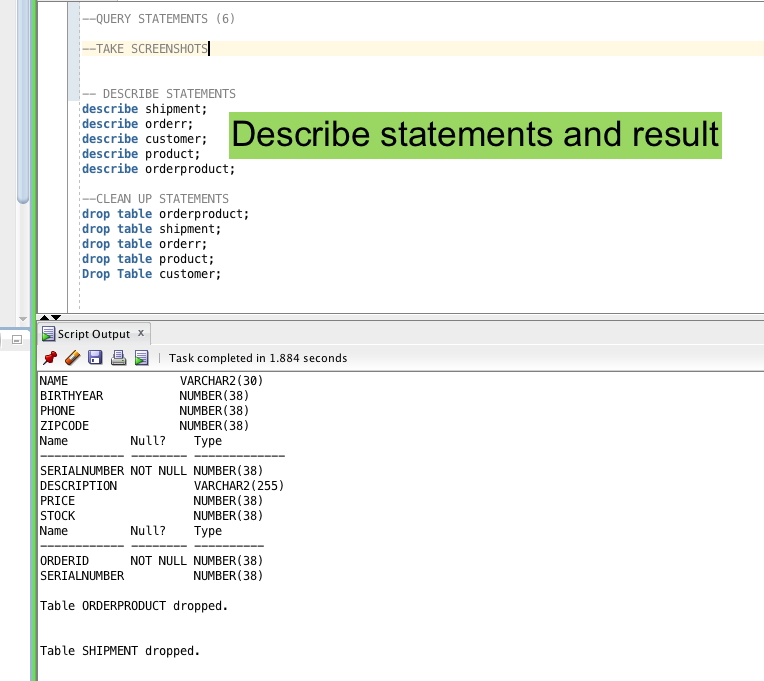 --QUERY STATEMENTS (6)
--TAKE SCREENSHOTS
-- DESCRIBE STATEMENTS
describe shipment;
describe orderr;
describe customer;
describe product;
describe orderproduct;
Describe statements and result
--CLEAN UP STATEMENTS
drop table orderproduct;
drop table shipment;
drop table orderr;
drop table product;
Drop Table customer;
Script Output x
Task completed in 1.884 seconds
NAME VARCHAR2(30)
BIRTHYEAR NUMBER(38)
PHONE NUMBER(38)
ZIPCODE NUMBER(38)
Name Null? Type
------------ -------- -------------
SERIALNUMBER NOT NULL NUMBER(38)
DESCRIPTION VARCHAR2(255)
PRICE NUMBER(38)
STOCK NUMBER(38)
Name Null? Type
------------ -------- ----------
ORDERID NOT NULL NUMBER(38)
SERIALNUMBER NUMBER(38)
Table ORDERPRODUCT dropped.
Table SHIPMENT dropped.